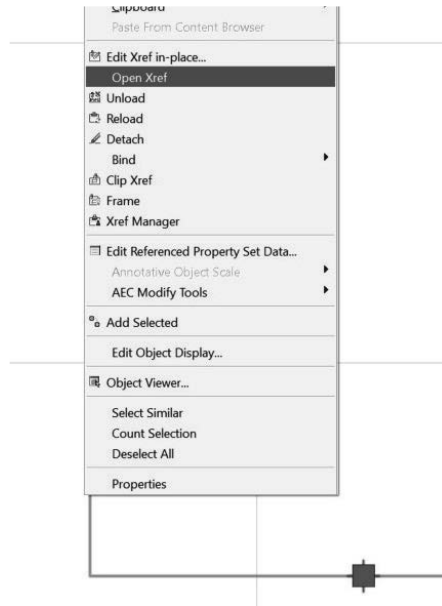 Clipboard
Paste From Content Browser
Edit Xref in-place...
Open Xref
Unload
Reload
Detach
Bind
Clip Xref
Frame
Xref Manager
Edit Referenced Property Set Data...
Annotative Object Scale
AEC Modify Tools
Add Selected
Edit Object Display...
Object Viewer...
Select Similar
Count Selection
Deselect All
Properties